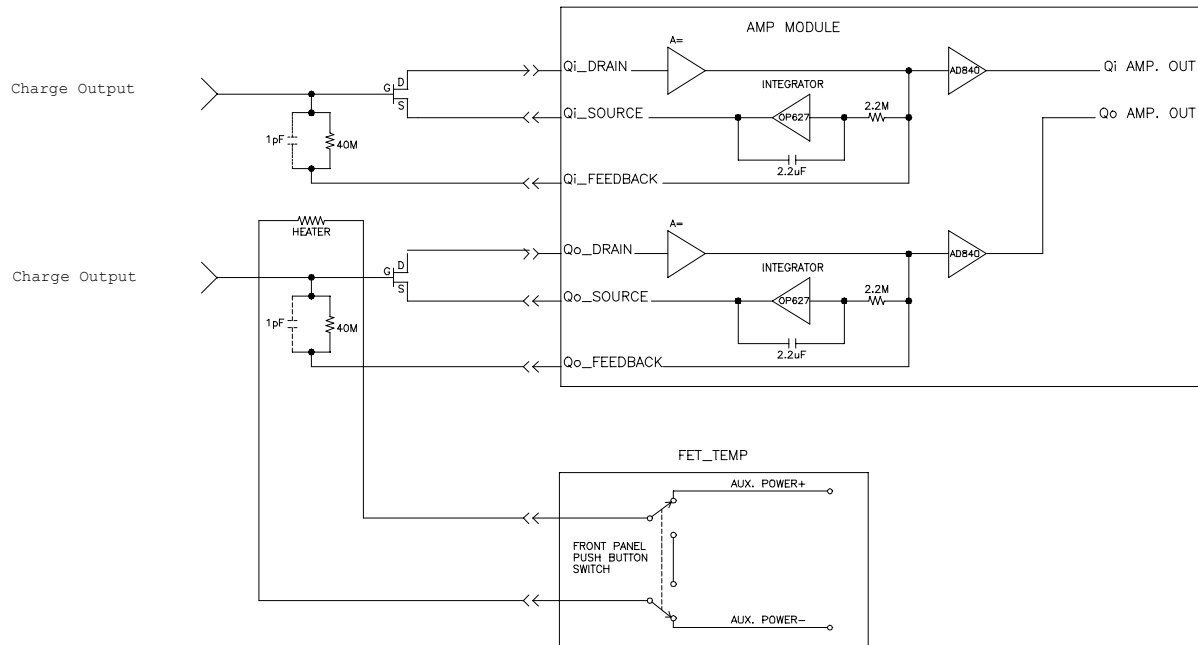 AMP MODULE
A=
Charge Output
Qi_DRAIN
AD840
Qi AMP. OUT
D
G
S
INTEGRATOR
2.2M
Qi_SOURCE
OP627
Qo AMP. OUT
1pF
40M
2.2uF
Qi_FEEDBACK
HEATER
A=
Charge Output
Qo_DRAIN
AD840
D
G
S
INTEGRATOR
2.2M
Qo_SOURCE
OP627
1pF
40M
2.2uF
Qo_FEEDBACK
FET_TEMP
AUX. POWER+
FRONT PANEL
PUSH BUTTON
SWITCH
AUX. POWER-